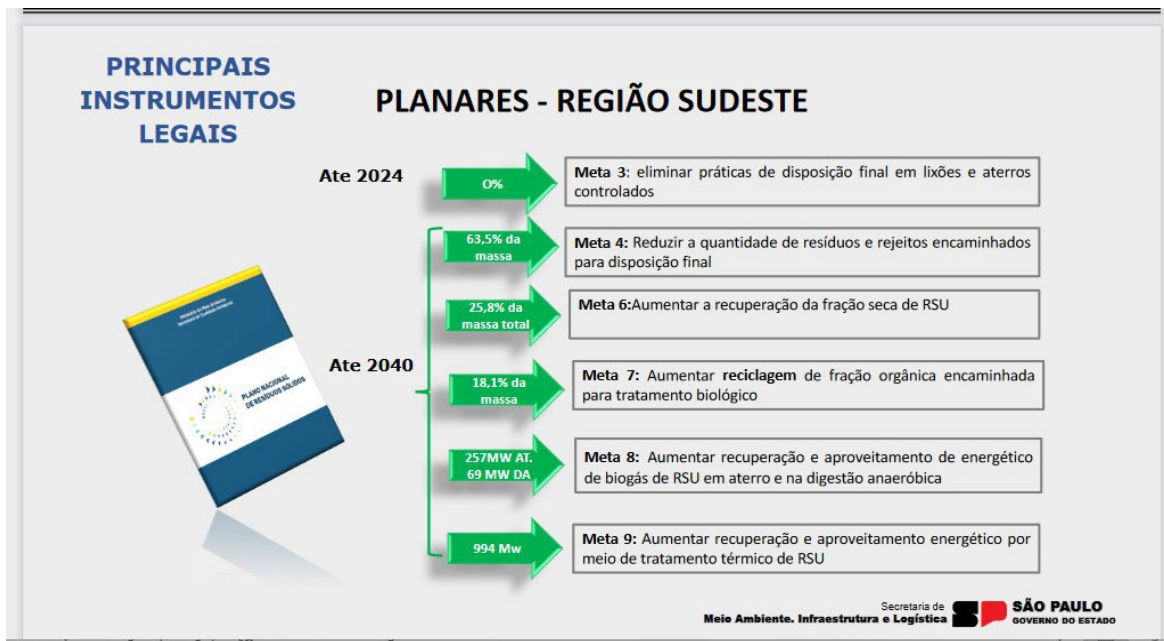 PRINCIPAIS
INSTRUMENTOS
LEGAIS
PLANARES - REGIÃO SUDESTE
Ate 2024
O%
Meta 3: eliminar práticas de disposição final em lixões e aterros
controlados
Ate 2040
63,5% da
massa
Meta 4: Reduzir a quantidade de resíduos e rejeitos encaminhados
para disposição final
25,8% da
massa total
Meta 6:Aumentar a recuperação da fração seca de RSU
18,1% da
massa
Meta 7: Aumentar reciclagem de fração orgânica encaminhada
para tratamento biológico
257MW AT.
69 MW DA
Meta 8: Aumentar recuperação e aproveitamento de energético
de biogás de RSU em aterro e na digestão anaeróbica
994 Mw
Meta 9: Aumentar recuperação e aproveitamento energético por
meio de tratamento térmico de RSU
PLANO NACIONAL
DE RESÍDUOS SÓLIDOS
Secretaria de
Meio Ambiente. Infraestrutura e Logística
SP
SÃO PAULO
GOVERNO DO ESTADO